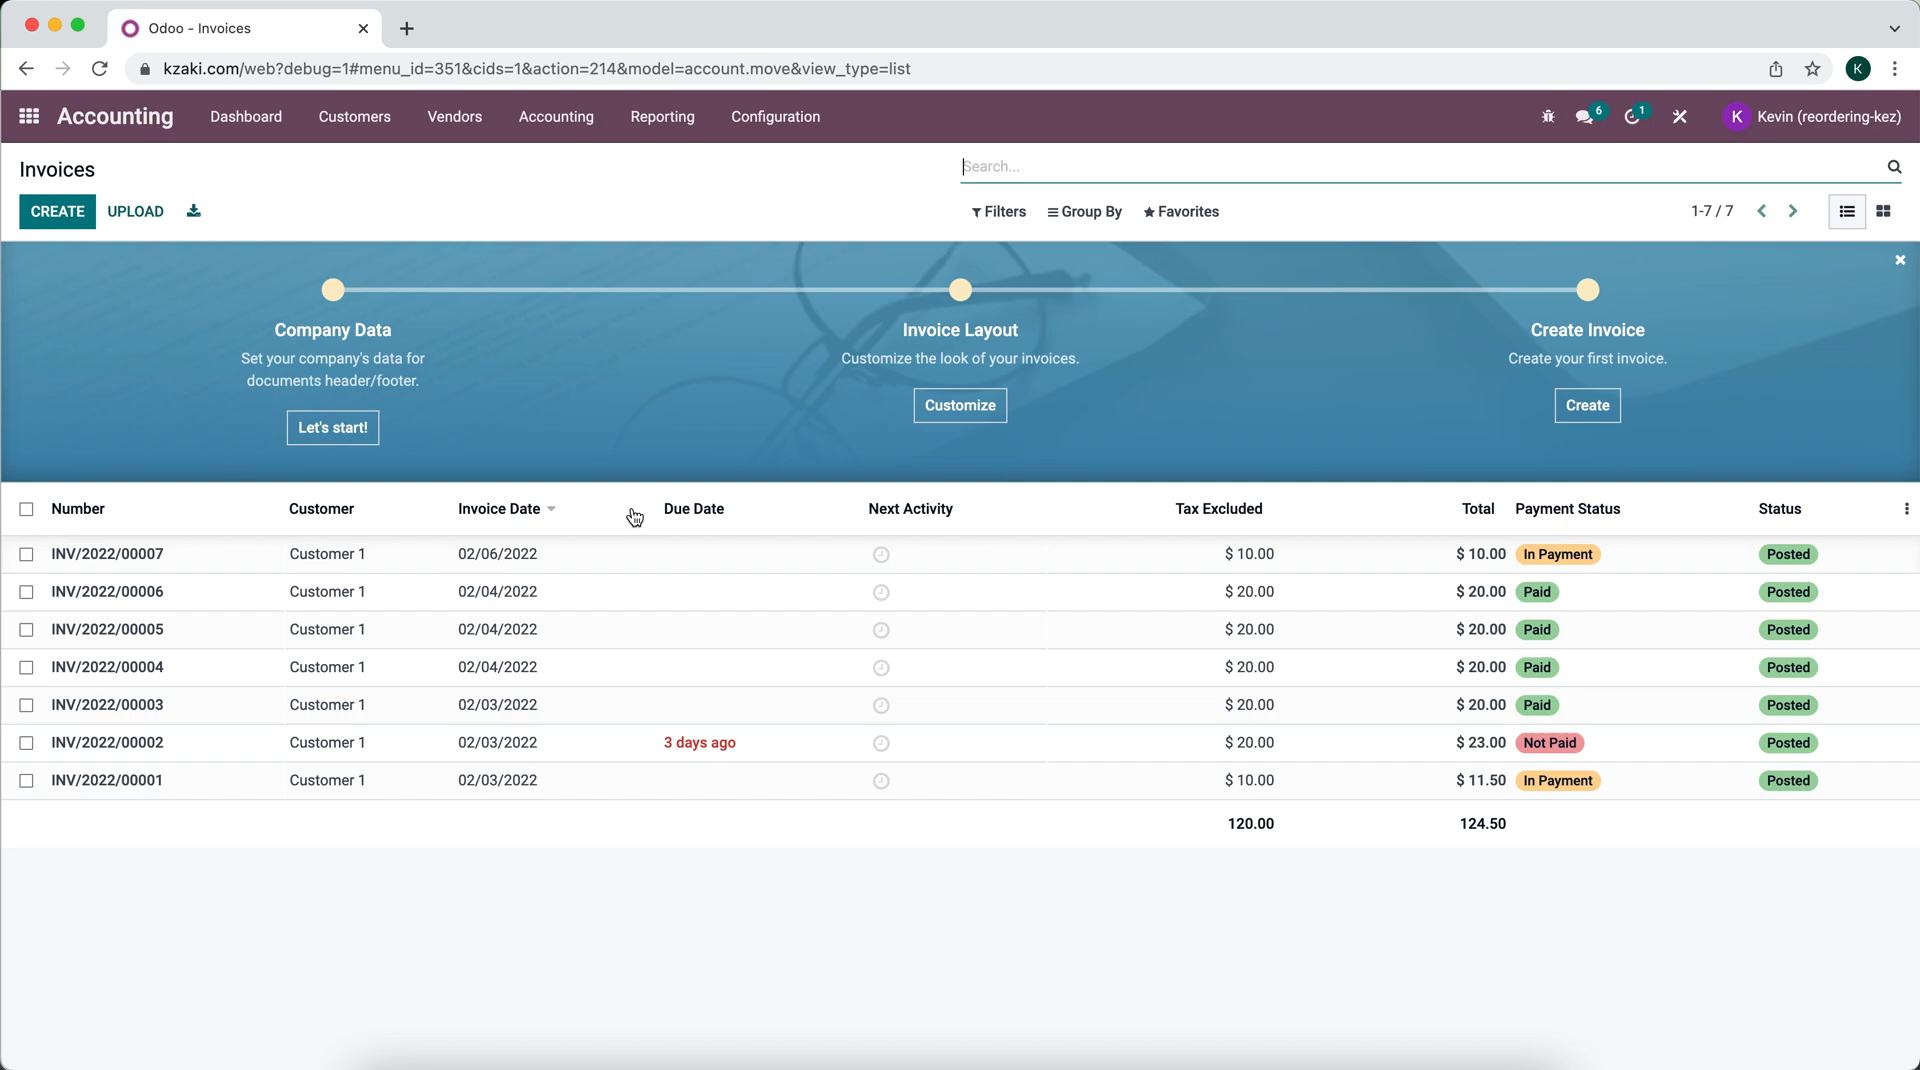 Odoo - Invoices
kzaki.com/web?debug=1#menu_id=351&cids=1&action=214&model=account.move&view_type=list
K
Accounting Dashboard Customers Vendors Accounting Reporting Configuration 6 1 K Kevin (reordering-kez)
Invoices
Search...
CREATE UPLOAD Filters Group By Favorites 1-7 / 7
Company Data
Set your company's data for
documents header/footer.
Let's start!
Invoice Layout
Customize the look of your invoices.
Customize
Create Invoice
Create your first invoice.
Create
Number Customer Invoice Date Due Date Next Activity Tax Excluded Total Payment Status Status
INV/2022/00007 Customer 1 02/06/2022 $ 10.00 $ 10.00 In Payment Posted
INV/2022/00006 Customer 1 02/04/2022 $ 20.00 $ 20.00 Paid Posted
INV/2022/00005 Customer 1 02/04/2022 $ 20.00 $ 20.00 Paid Posted
INV/2022/00004 Customer 1 02/04/2022 $ 20.00 $ 20.00 Paid Posted
INV/2022/00003 Customer 1 02/03/2022 $ 20.00 $ 20.00 Paid Posted
INV/2022/00002 Customer 1 02/03/2022 3 days ago $ 20.00 $ 23.00 Not Paid Posted
INV/2022/00001 Customer 1 02/03/2022 $ 10.00 $ 11.50 In Payment Posted
120.00 124.50